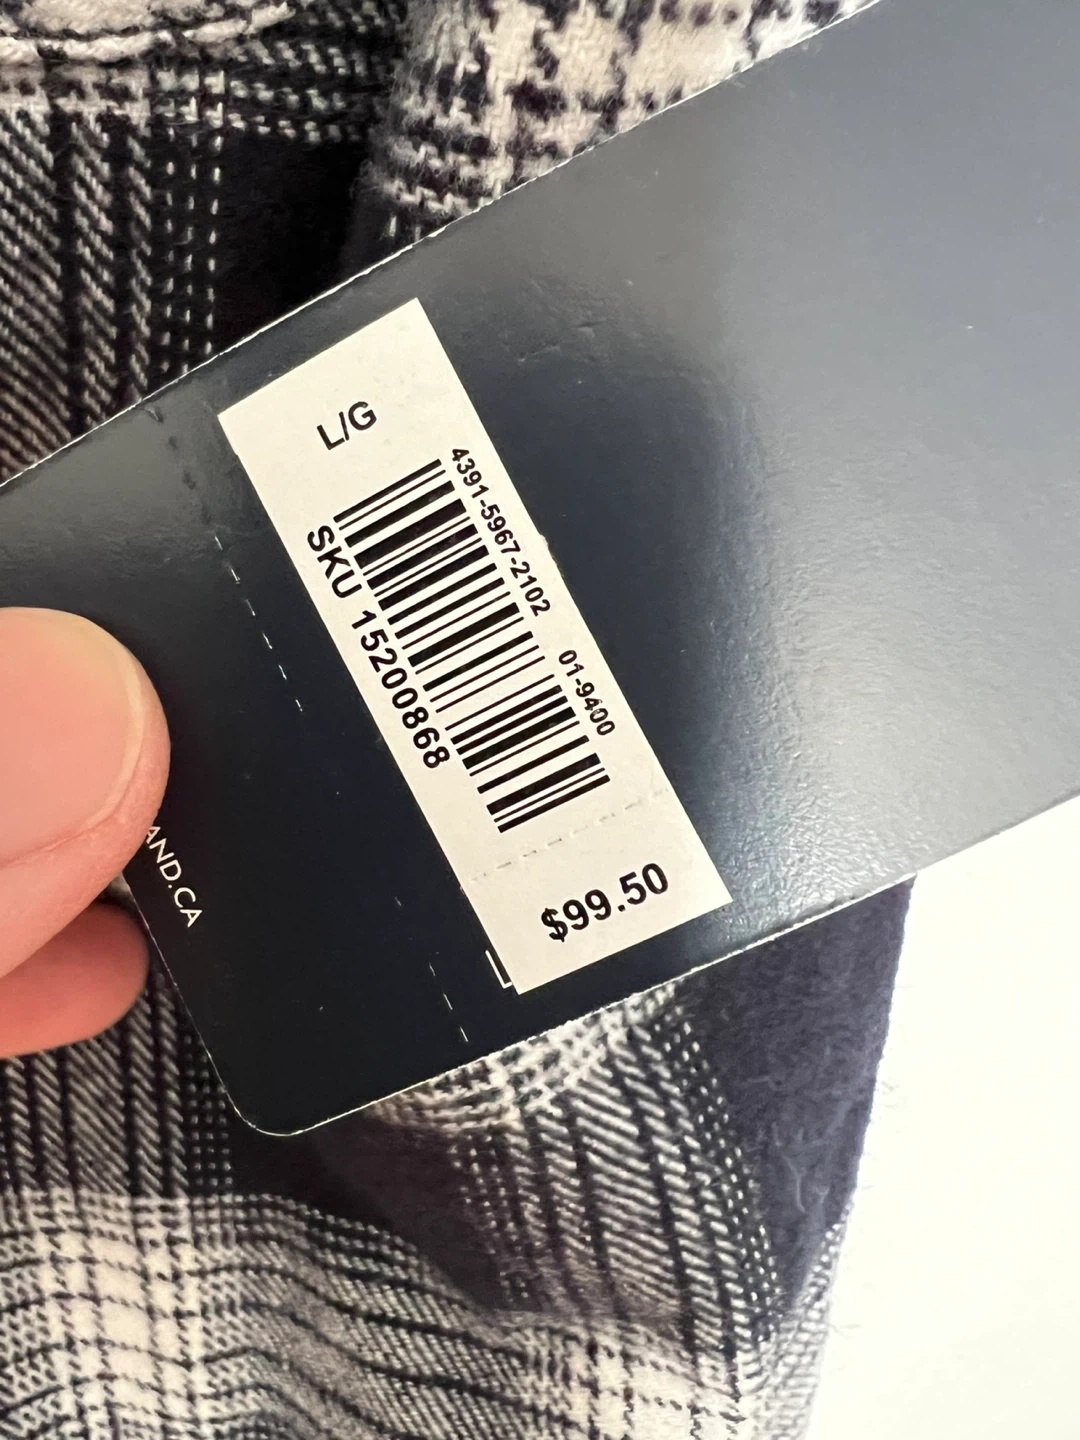 L/G
4391-5967-2102 01-9400
SKU 15200868
$99.50
AND.CA
L